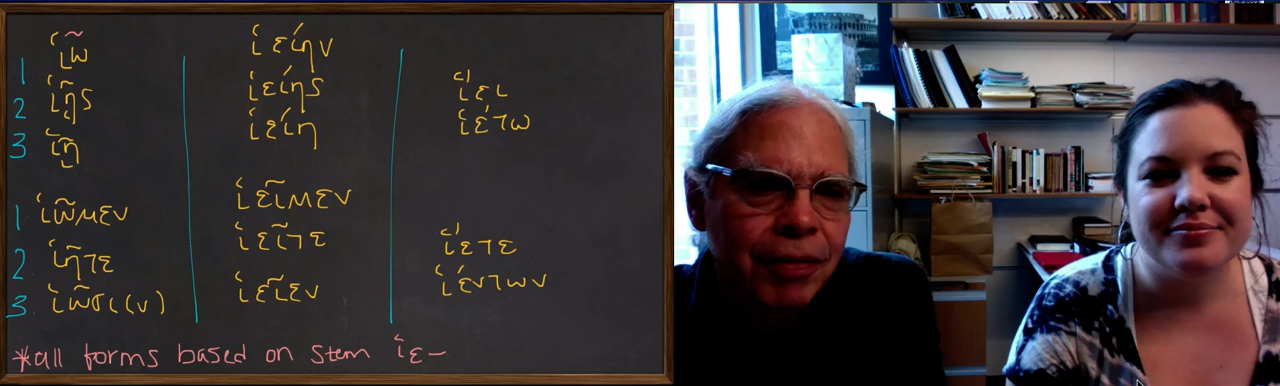 1 ἱῶ ἱείην
2 ἱῇς ἱείης ἵει
3 ἱῇ ἱείη ἱέτω
1 ἱῶμεν ἱεῖμεν
2 ἱῆτε ἱεῖτε ἵετε
3 ἱῶσι(ν) ἱεῖεν ἱέντων
*all forms based on stem ἱε-